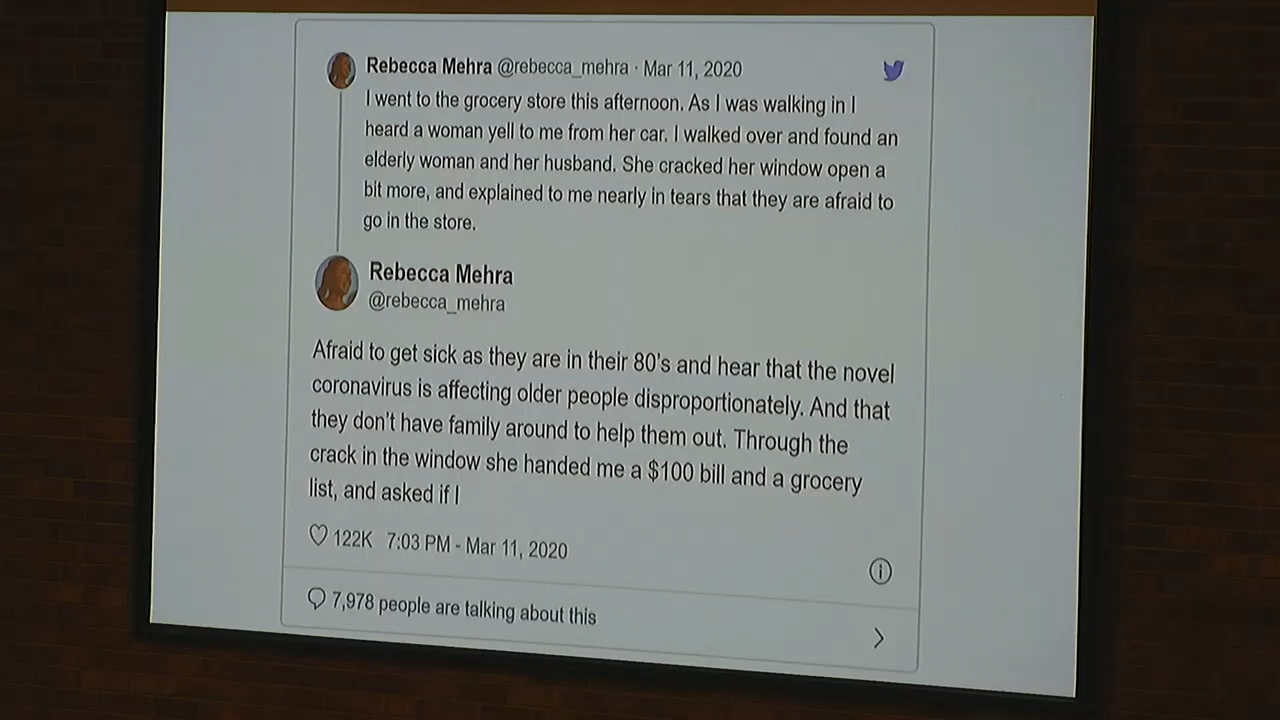 Rebecca Mehra @rebecca_mehra · Mar 11, 2020
I went to the grocery store this afternoon. As I was walking in I
heard a woman yell to me from her car. I walked over and found an
elderly woman and her husband. She cracked her window open a
bit more, and explained to me nearly in tears that they are afraid to
go in the store.
Rebecca Mehra
@rebecca_mehra
Afraid to get sick as they are in their 80's and hear that the novel
coronavirus is affecting older people disproportionately. And that
they don't have family around to help them out. Through the
crack in the window she handed me a $100 bill and a grocery
list, and asked if I
122K 7:03 PM - Mar 11, 2020
7,978 people are talking about this